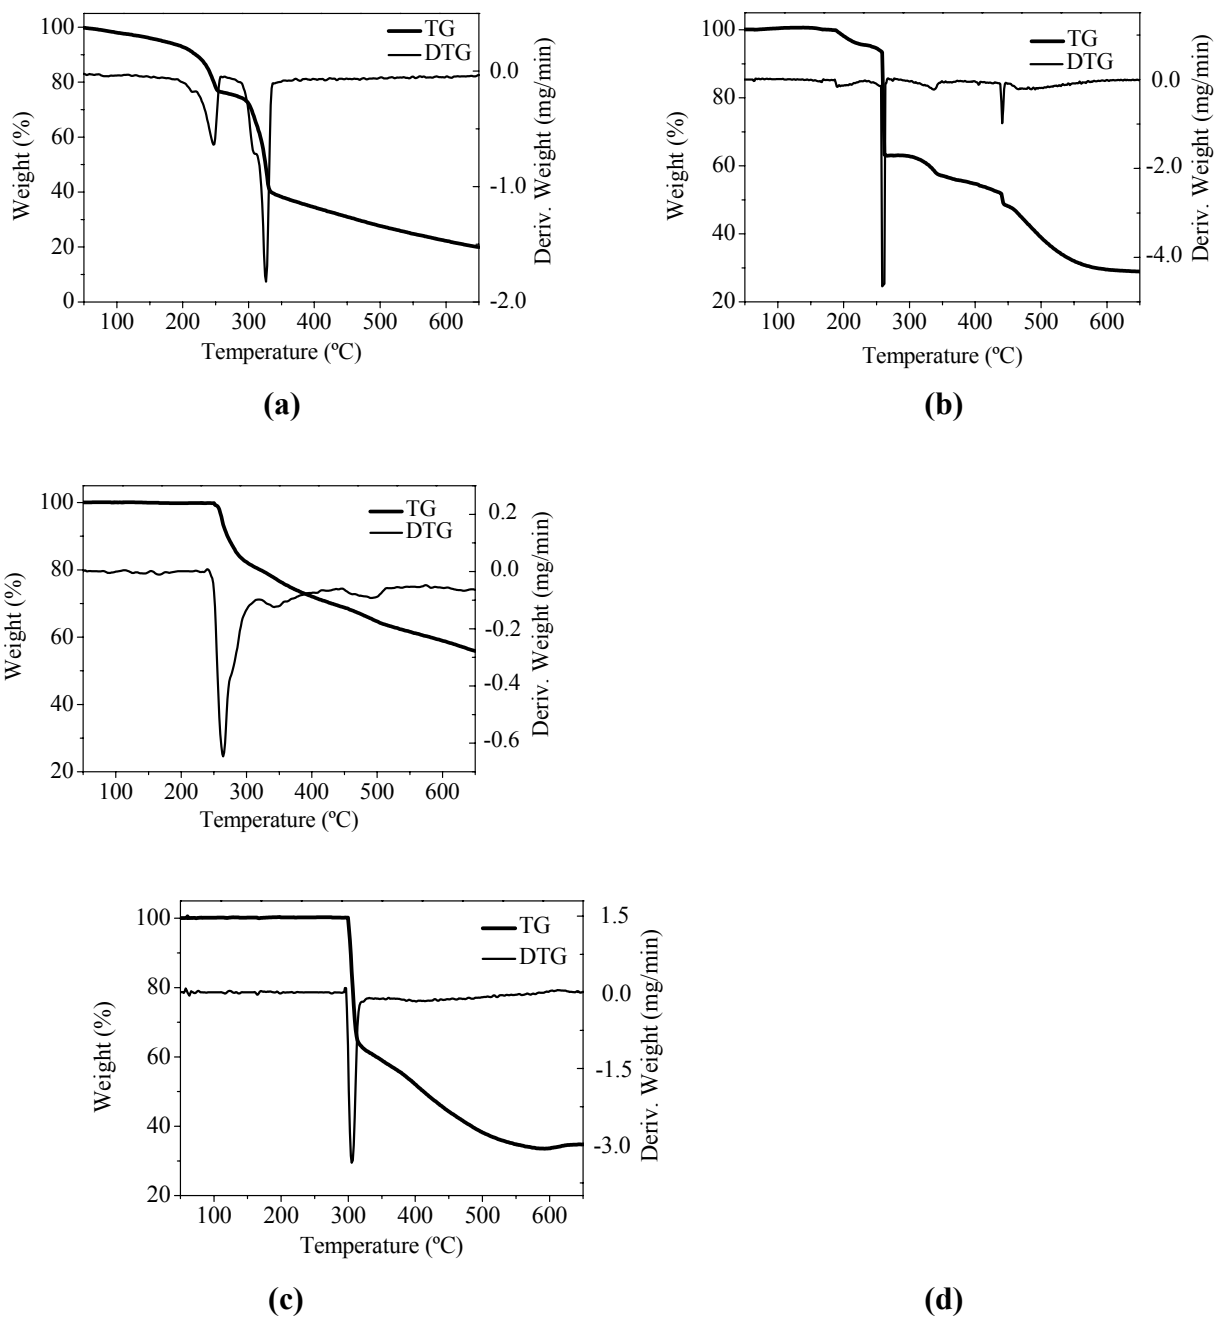 100
80
60
40
20
0
Weight (%)
TG
DTG
0.0
-1.0
-2.0
Deriv. Weight (mg/min)
100 200 300 400 500 600
Temperature (ºC)
(a)
100
80
60
40
20
Weight (%)
TG
DTG
0.0
-2.0
-4.0
Deriv. Weight (mg/min)
100 200 300 400 500 600
Temperature (ºC)
(b)
100
80
60
40
20
Weight (%)
TG
DTG
0.2
0.0
-0.2
-0.4
-0.6
Deriv. Weight (mg/min)
100 200 300 400 500 600
Temperature (ºC)
100
80
60
40
20
Weight (%)
TG
DTG
1.5
0.0
-1.5
-3.0
Deriv. Weight (mg/min)
100 200 300 400 500 600
Temperature (ºC)
(c)
(d)